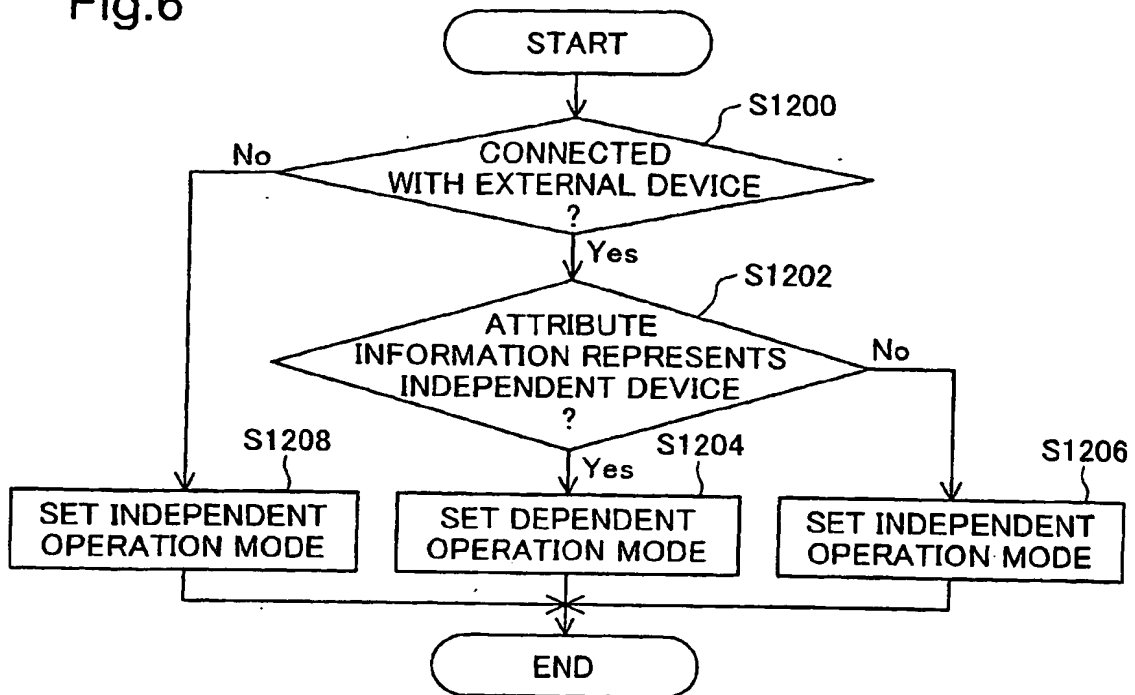 Fig.6
START
S1200
No
CONNECTED
WITH EXTERNAL DEVICE
?
Yes
S1202
ATTRIBUTE
INFORMATION REPRESENTS
INDEPENDENT DEVICE
?
No
Yes
S1208
SET INDEPENDENT
OPERATION MODE
S1204
SET DEPENDENT
OPERATION MODE
S1206
SET INDEPENDENT
OPERATION MODE
END